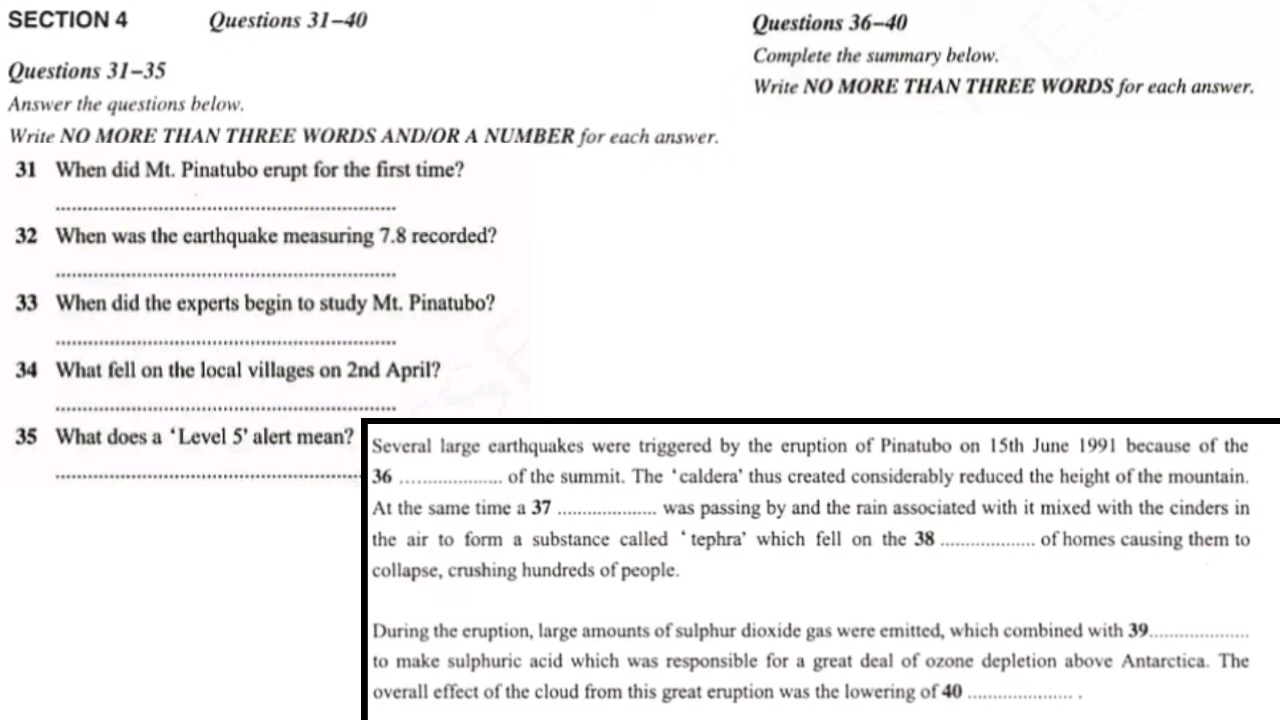 SECTION 4 Questions 31–40
Questions 31–35
Answer the questions below.
Write NO MORE THAN THREE WORDS AND/OR A NUMBER for each answer.
31 When did Mt. Pinatubo erupt for the first time?
................................................................
32 When was the earthquake measuring 7.8 recorded?
................................................................
33 When did the experts begin to study Mt. Pinatubo?
................................................................
34 What fell on the local villages on 2nd April?
................................................................
35 What does a ‘Level 5’ alert mean?
................................................................
Questions 36–40
Complete the summary below.
Write NO MORE THAN THREE WORDS for each answer.
Several large earthquakes were triggered by the eruption of Pinatubo on 15th June 1991 because of the
36 .................... of the summit. The ‘caldera’ thus created considerably reduced the height of the mountain.
At the same time a 37 .................... was passing by and the rain associated with it mixed with the cinders in
the air to form a substance called ‘tephra’ which fell on the 38 .................... of homes causing them to
collapse, crushing hundreds of people.
During the eruption, large amounts of sulphur dioxide gas were emitted, which combined with 39....................
to make sulphuric acid which was responsible for a great deal of ozone depletion above Antarctica. The
overall effect of the cloud from this great eruption was the lowering of 40 .................... .